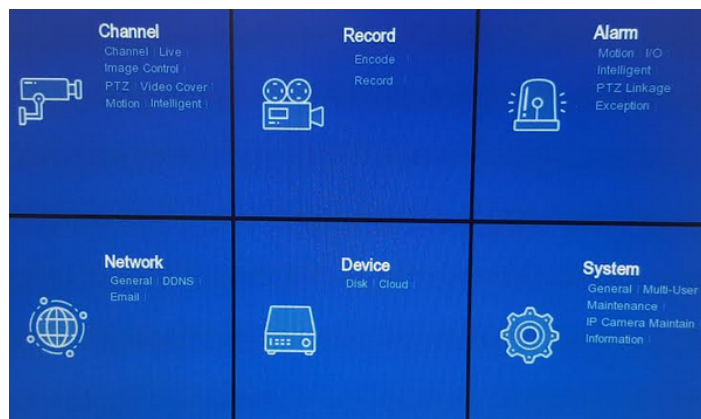 Channel
Channel | Live |
Image Control |
PTZ | Video Cover |
Motion | Intelligent |
Record
Encode |
Record |
Alarm
Motion | I/O |
Intelligent |
PTZ Linkage
Exception |
Network
General | DDNS |
Email |
Device
Disk | Cloud |
System
General | Multi-User
Maintenance |
IP Camera Maintain
Information |